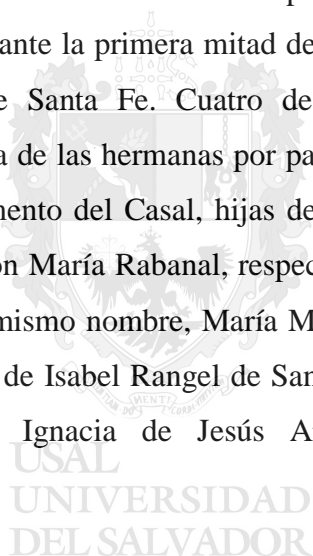 ante la primera mitad de
e Santa Fe. Cuatro de
a de las hermanas por pa
mento del Casal, hijas de
on María Rabanal, respec
mismo nombre, María M
de Isabel Rangel de San
Ignacia de Jesús A
USAL
UNIVERSIDAD
DEL SALVADOR